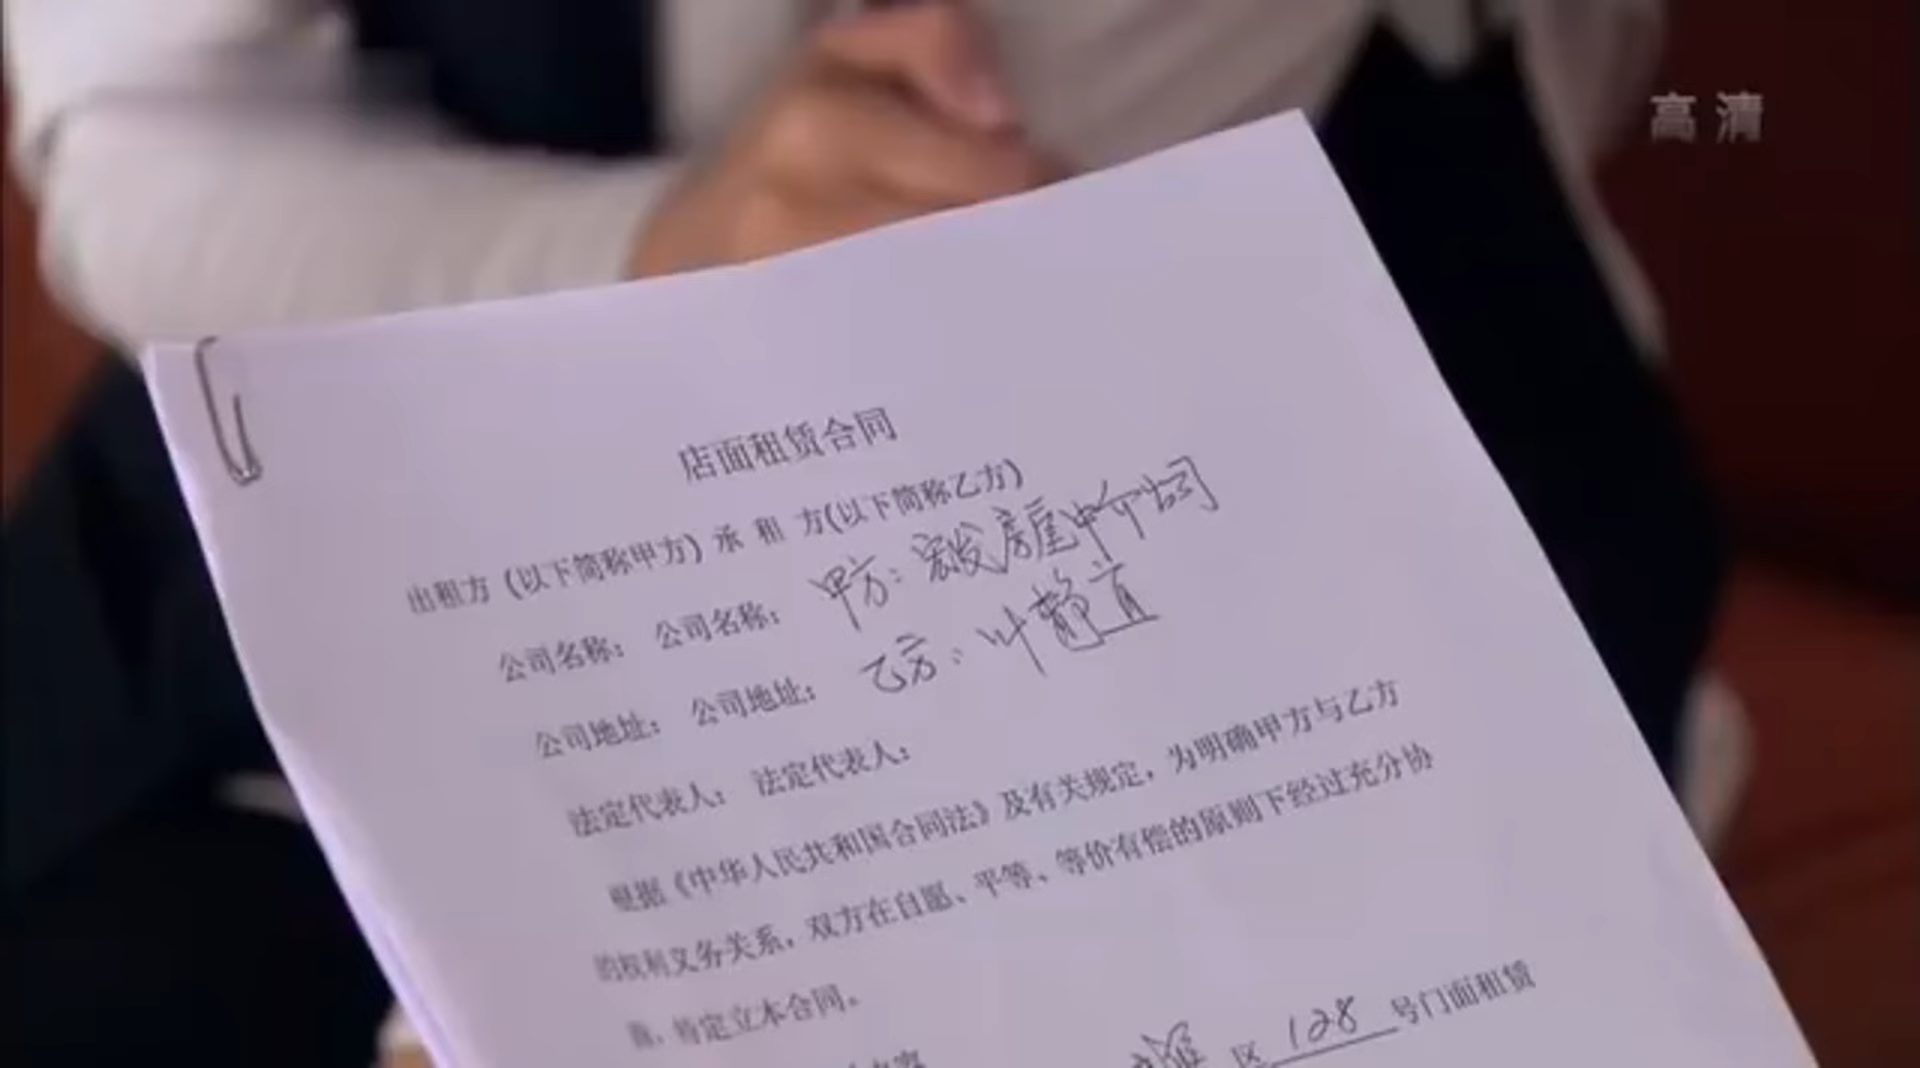 高清
店面租赁合同
出租方（以下简称甲方）承 租 方(以下简称乙方)
公司名称： 公司名称： 甲方：房屋中介
公司地址： 公司地址： 乙方：叶静宜
法定代表人： 法定代表人：
根据《中华人民共和国合同法》及有关规定，为明确甲方与乙方
的权利义务关系，双方在自愿、平等、等价有偿的原则下经过充分协
商，特定立本合同。
区 128 号门面租赁